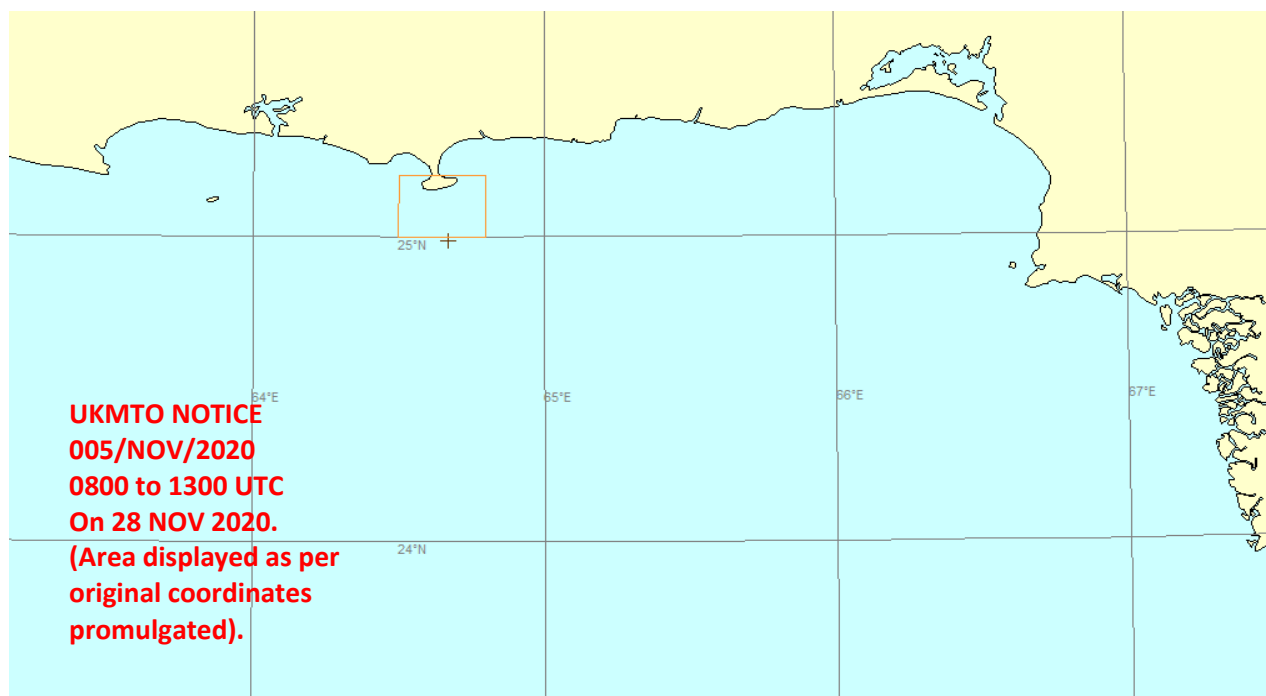 25°N
64°E
65°E
66°E
67°E
UKMTO NOTICE
005/NOV/2020
0800 to 1300 UTC
On 28 NOV 2020.
(Area displayed as per
24°N
original coordinates
promulgated).